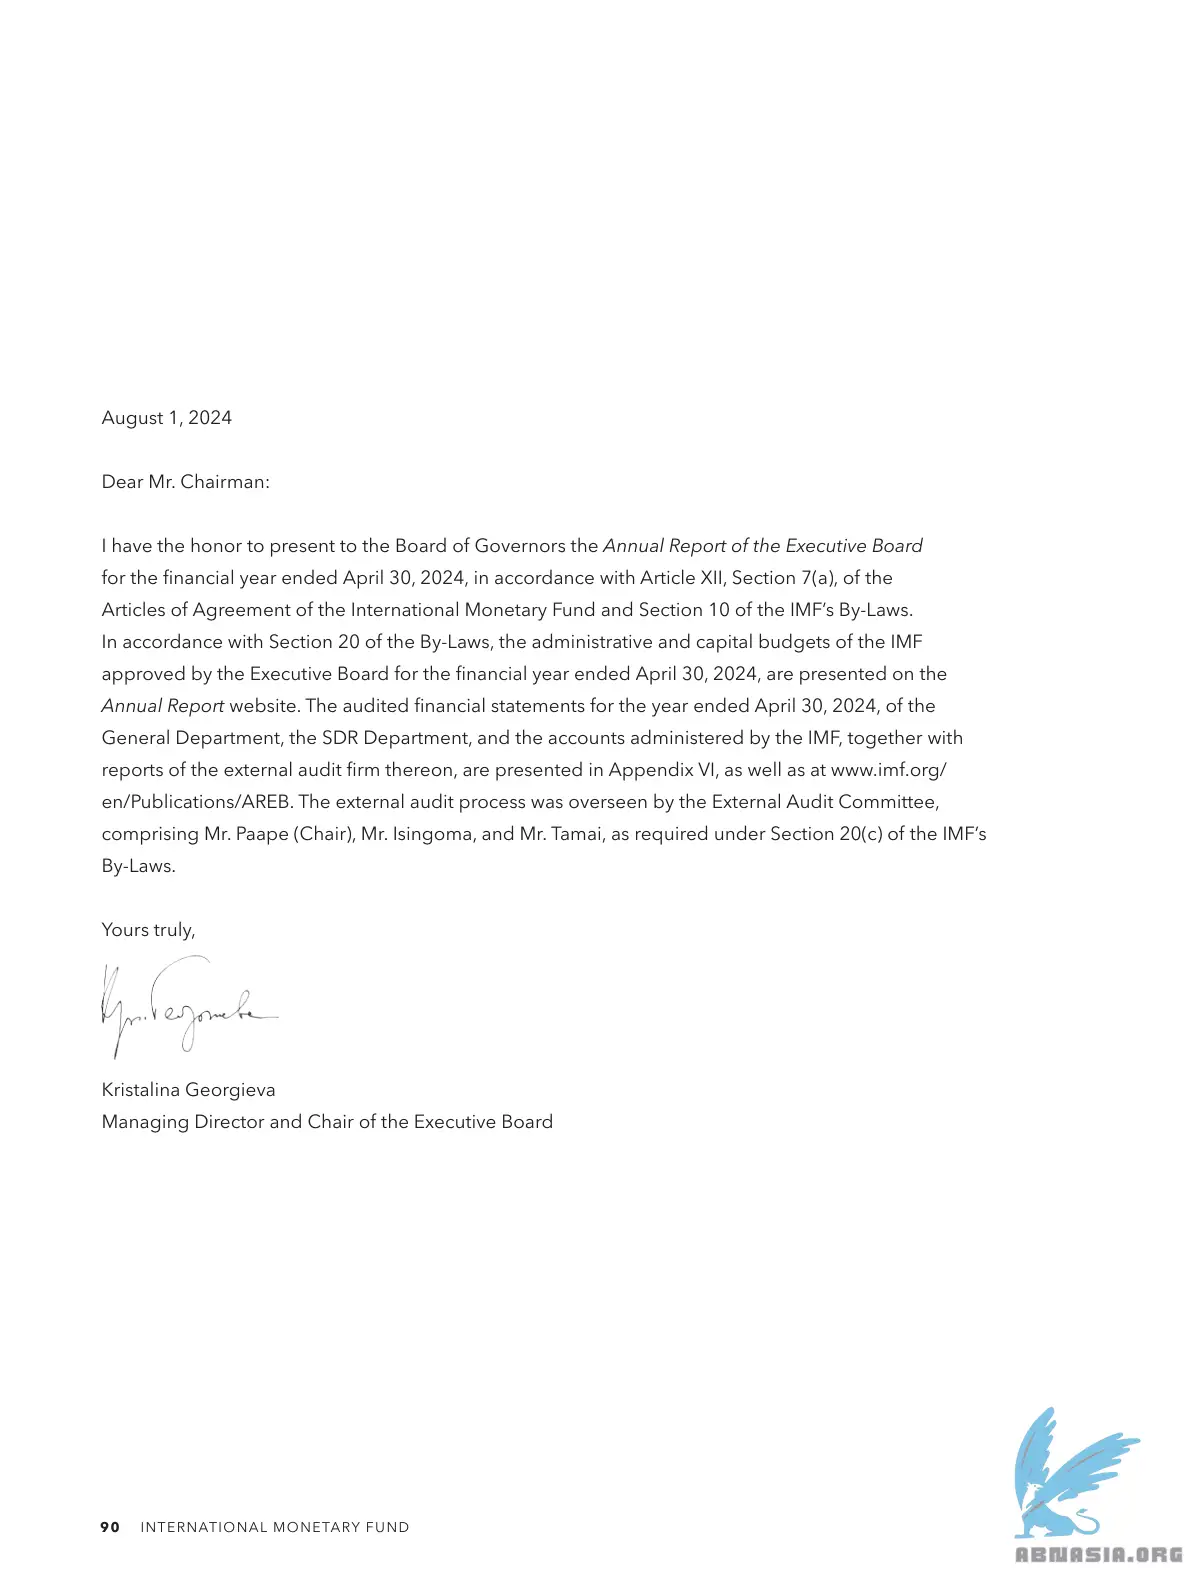 August 1, 2024
Dear Mr. Chairman:
I have the honor to present to the Board of Governors the Annual Report of the Executive Board
for the financial year ended April 30, 2024, in accordance with Article XII, Section 7(a), of the
Articles of Agreement of the International Monetary Fund and Section 10 of the IMF's By-Laws.
In accordance with Section 20 of the By-Laws, the administrative and capital budgets of the IMF
approved by the Executive Board for the financial year ended April 30, 2024, are presented on the
Annual Report website. The audited financial statements for the year ended April 30, 2024, of the
General Department, the SDR Department, and the accounts administered by the IMF, together with
reports of the external audit firm thereon, are presented in Appendix VI, as well as at www.imf.org/
en/Publications/AREB. The external audit process was overseen by the External Audit Committee,
comprising Mr. Paape (Chair), Mr. Isingoma, and Mr. Tamai, as required under Section 20(c) of the IMF's
By-Laws.
Yours truly,
Kristalina Georgieva
Managing Director and Chair of the Executive Board
90 INTERNATIONAL MONETARY FUND
ABNASIA.ORG